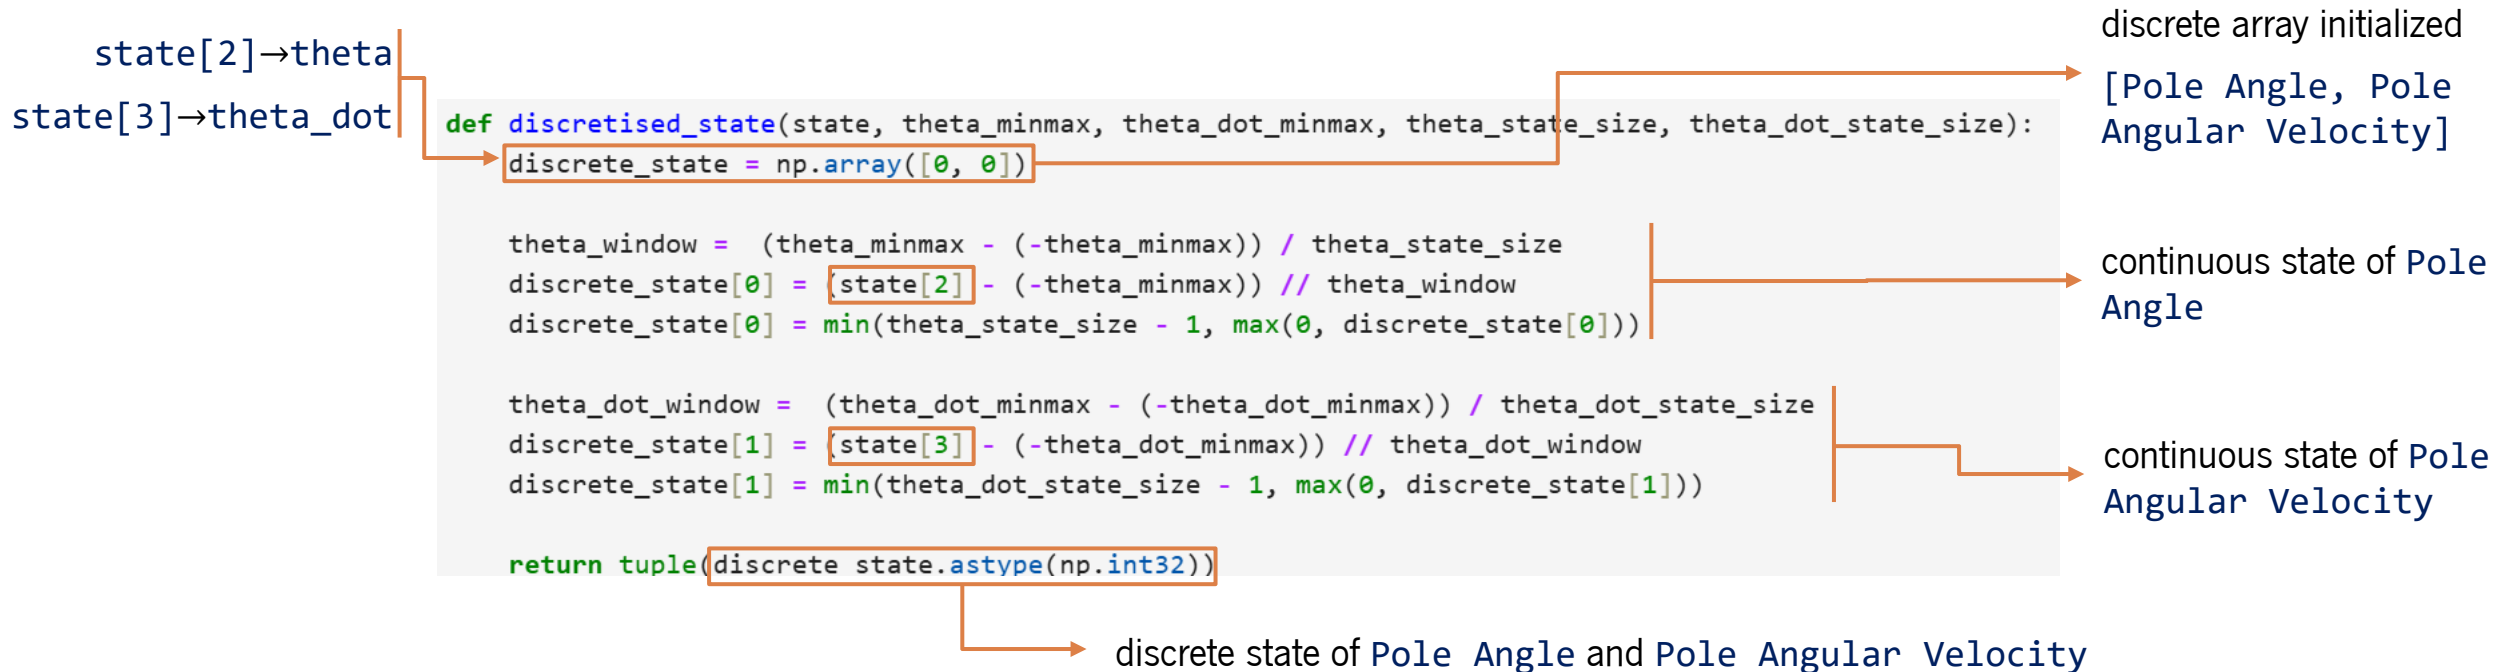 state[2]→theta
state[3]→theta_dot
def discretised_state(state, theta_minmax, theta_dot_minmax, theta_state_size, theta_dot_state_size):
discrete_state = np.array([0, 0])
theta_window =  (theta_minmax - (-theta_minmax)) / theta_state_size
discrete_state[0] = (state[2] - (-theta_minmax)) // theta_window
discrete_state[0] = min(theta_state_size - 1, max(0, discrete_state[0]))
theta_dot_window =  (theta_dot_minmax - (-theta_dot_minmax)) / theta_dot_state_size
discrete_state[1] = (state[3] - (-theta_dot_minmax)) // theta_dot_window
discrete_state[1] = min(theta_dot_state_size - 1, max(0, discrete_state[1]))
return tuple(discrete_state.astype(np.int32))
discrete array initialized
[Pole Angle, Pole
Angular Velocity]
continuous state of Pole
Angle
continuous state of Pole
Angular Velocity
discrete state of Pole Angle and Pole Angular Velocity